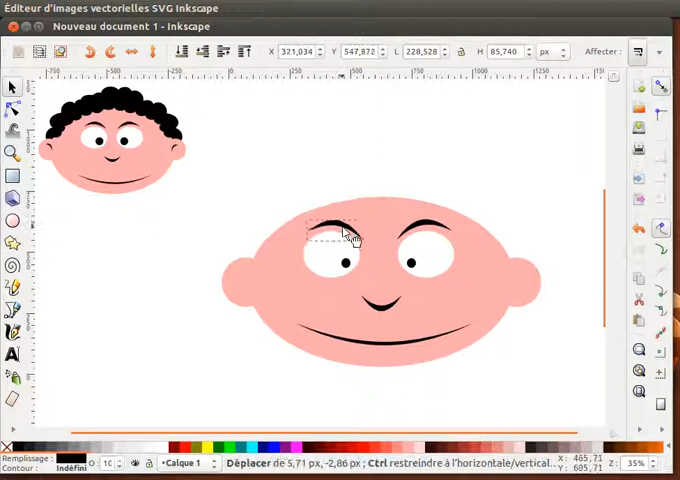 Éditeur d'images vectorielles SVG Inkscape
Nouveau document 1 - Inkscape
X 321,034 Y 547,872 L 228,528 H 85,740 px Affecter :
-750 -500 -250 0 250 500 750 1000 1250
Remplissage :
Contour : Indéfini
O : 10
•Calque 1
Déplacer de 5,71 px, -2,86 px ; Ctrl restreindre à l'horizontale/vertical...
X : 465,71
Y : 605,71
Z : 35%